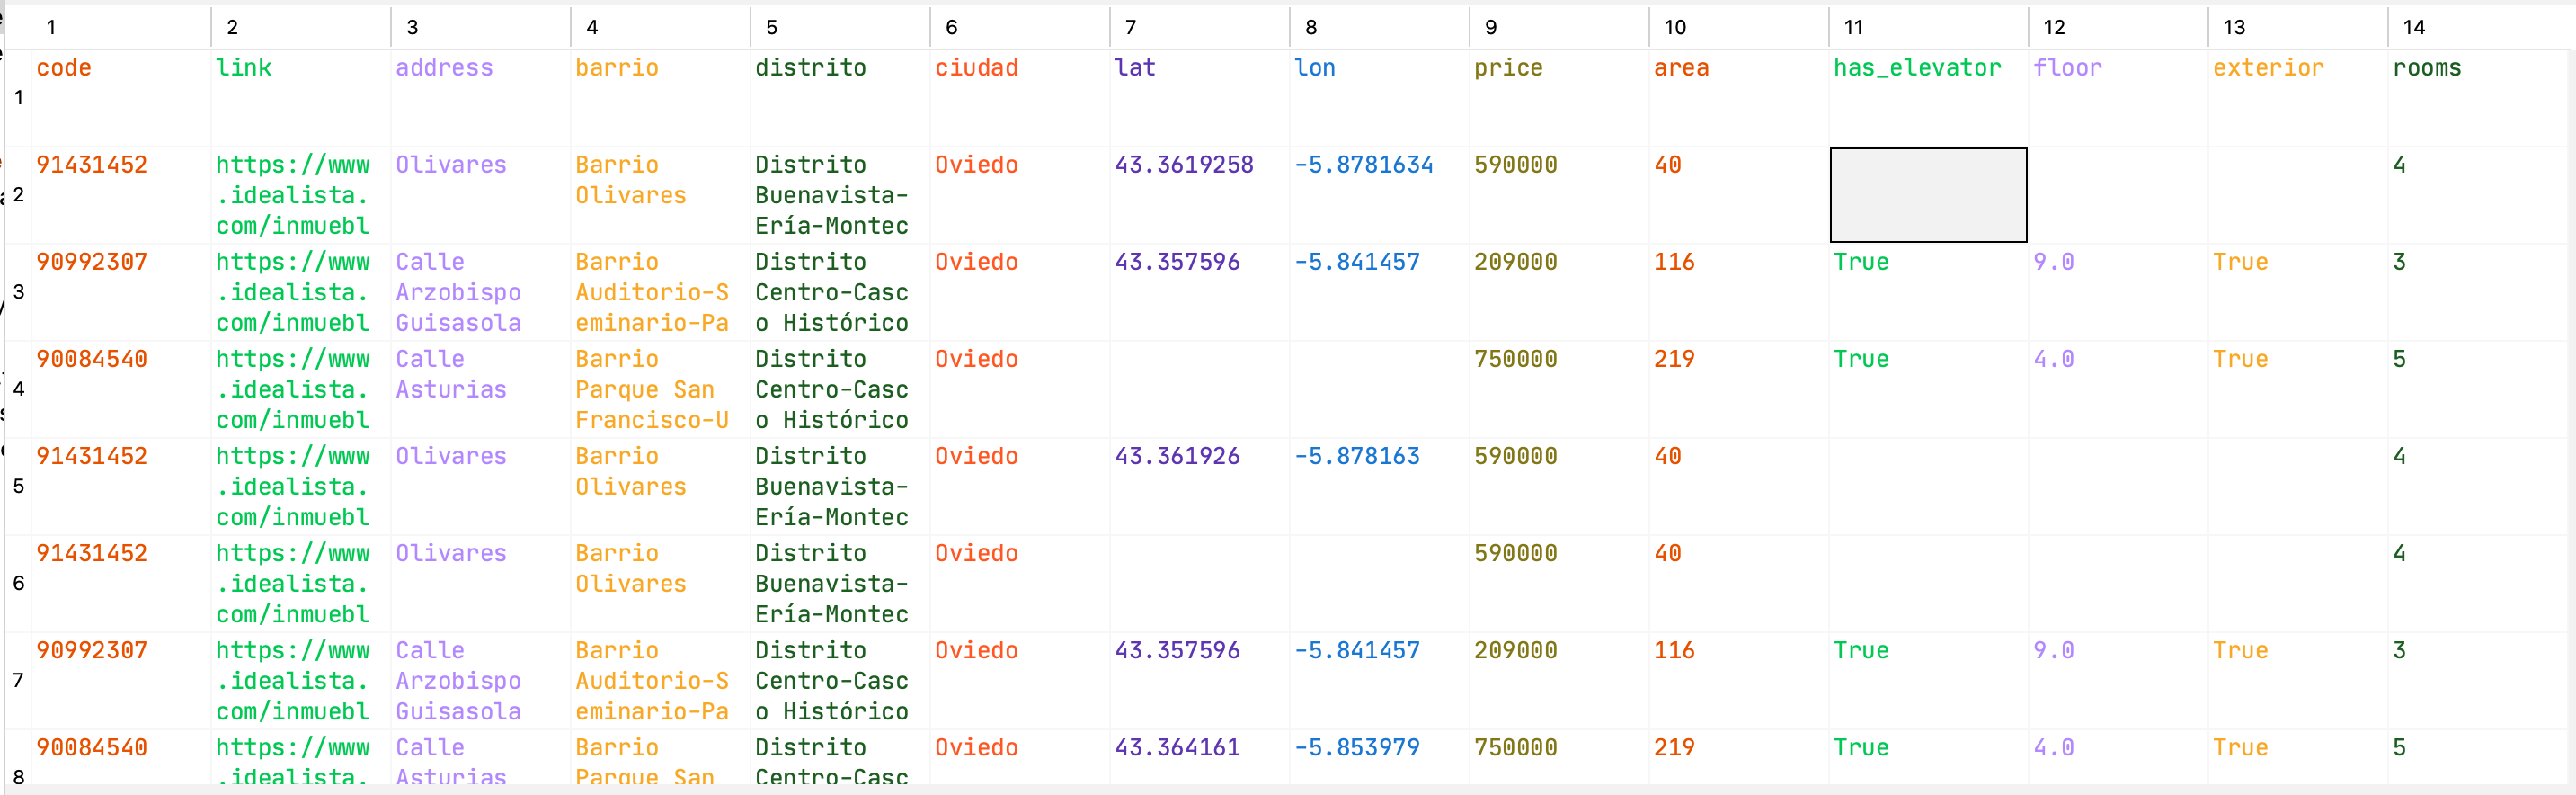 1 2 3 4 5 6 7 8 9 10 11 12 13 14
code link address barrio distrito ciudad lat lon price area has_elevator floor exterior rooms
1
91431452 https://www Olivares Barrio Distrito Oviedo 43.3619258 -5.8781634 590000 40 4
2 .idealista. Olivares Buenavista-
com/inmuebl Ería-Montec
90992307 https://www Calle Barrio Distrito Oviedo 43.357596 -5.841457 209000 116 True 9.0 True 3
3 .idealista. Arzobispo Auditorio-S Centro-Casc
com/inmuebl Guisasola eminario-Pa o Histórico
90084540 https://www Calle Barrio Distrito Oviedo 750000 219 True 4.0 True 5
4 .idealista. Asturias Parque San Centro-Casc
com/inmuebl Francisco-U o Histórico
91431452 https://www Olivares Barrio Distrito Oviedo 43.361926 -5.878163 590000 40 4
5 .idealista. Olivares Buenavista-
com/inmuebl Ería-Montec
91431452 https://www Olivares Barrio Distrito Oviedo 590000 40 4
6 .idealista. Olivares Buenavista-
com/inmuebl Ería-Montec
90992307 https://www Calle Barrio Distrito Oviedo 43.357596 -5.841457 209000 116 True 9.0 True 3
7 .idealista. Arzobispo Auditorio-S Centro-Casc
com/inmuebl Guisasola eminario-Pa o Histórico
90084540 https://www Calle Barrio Distrito Oviedo 43.364161 -5.853979 750000 219 True 4.0 True 5
8 .idealista. Asturias Parque San Centro-Casc